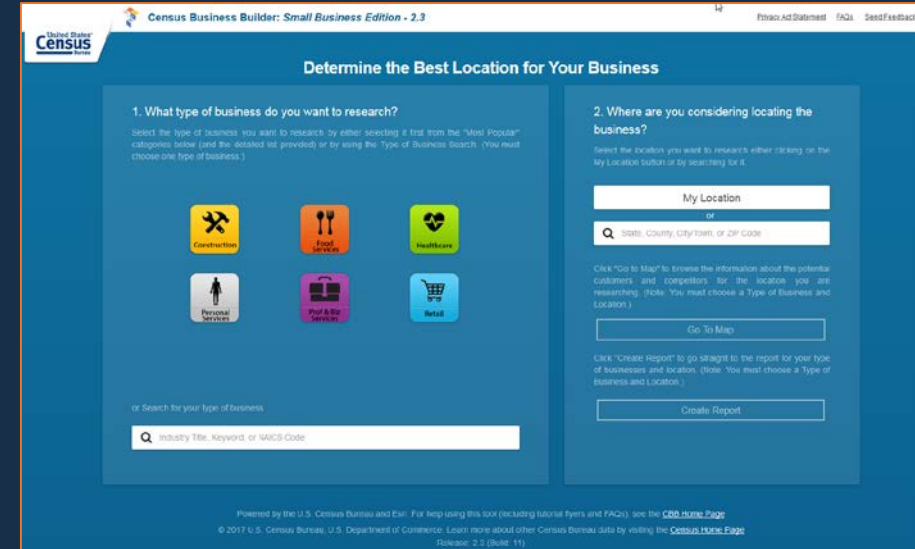 Census Business Builder: Small Business Edition - 2.3
Privacy Act Statement FAQs Send Feedback
United States®
Census
Bureau
Determine the Best Location for Your Business
1. What type of business do you want to research?
Select the type of business you want to research by either selecting it first from the "Most Popular"
categories below (and the detailed list provided) or by using the Type of Business Search. (You must
choose one type of business.)
Construction
Food
Services
Healthcare
Personal
Services
Prof & Biz
Services
Retail
or Search for your type of business
Industry Title, Keyword, or NAICS Code
2. Where are you considering locating the
business?
Select the location you want to research either clicking on the
My Location button or by searching for it.
My Location
or
State, County, City/Town, or ZIP Code
Click "Go to Map" to browse the information about the potential
customers and competitors for the location you are
researching. (Note: You must choose a Type of Business and
Location.)
Go To Map
Click "Create Report" to go straight to the report for your type
of businesses and location. (Note: You must choose a Type of
Business and Location.)
Create Report
Powered by the U.S. Census Bureau and Esri. For help using this tool (including tutorial flyers and FAQs), see the CBB Home Page
© 2017 U.S. Census Bureau, U.S. Department of Commerce. Learn more about other Census Bureau data by visiting the Census Home Page
Release: 2.3 (Build: 11)